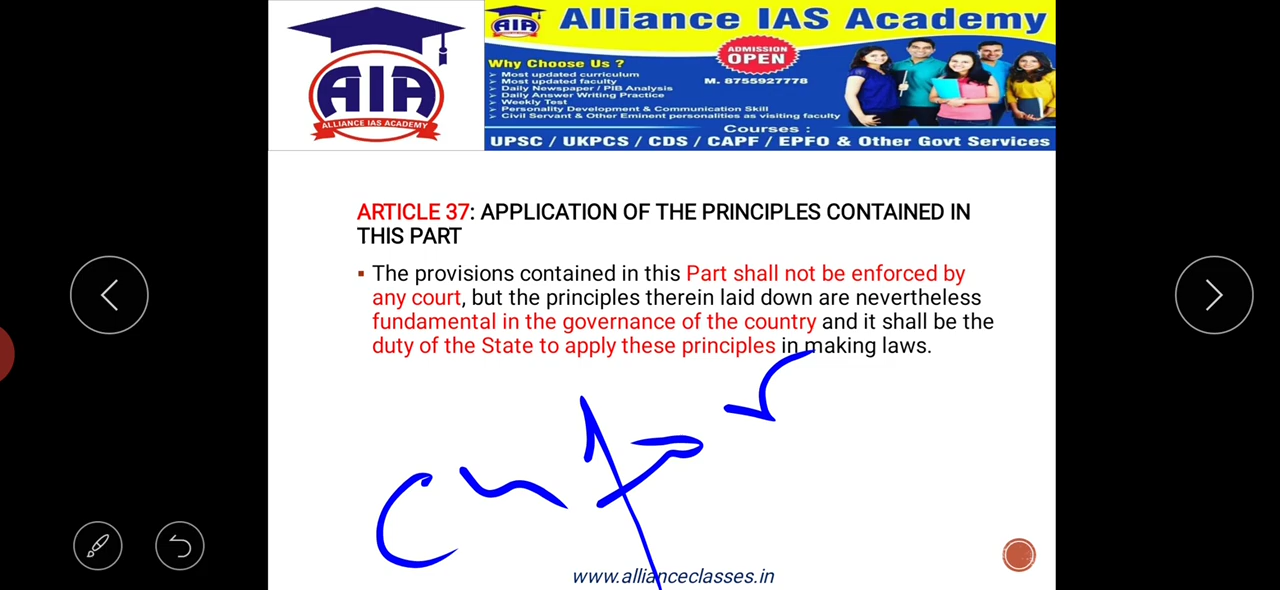 AIA
ALLIANCE IAS ACADEMY
AIA
Alliance IAS Academy
ADMISSION
OPEN
M. 8755927778
Why Choose Us ?
➢ Most updated curriculum
➢ Most updated faculty
➢ Daily Newspaper / PIB Analysis
➢ Daily Answer Writing Practice
➢ Weekly Test
➢ Personality Development & Communication Skill
➢ Civil Servant & Other Eminent personalities as visiting faculty
Courses :
UPSC / UKPCS / CDS / CAPF / EPFO & Other Govt Services
ARTICLE 37: APPLICATION OF THE PRINCIPLES CONTAINED IN
THIS PART
▪ The provisions contained in this Part shall not be enforced by
any court, but the principles therein laid down are nevertheless
fundamental in the governance of the country and it shall be the
duty of the State to apply these principles in making laws.
www.allianceclasses.in